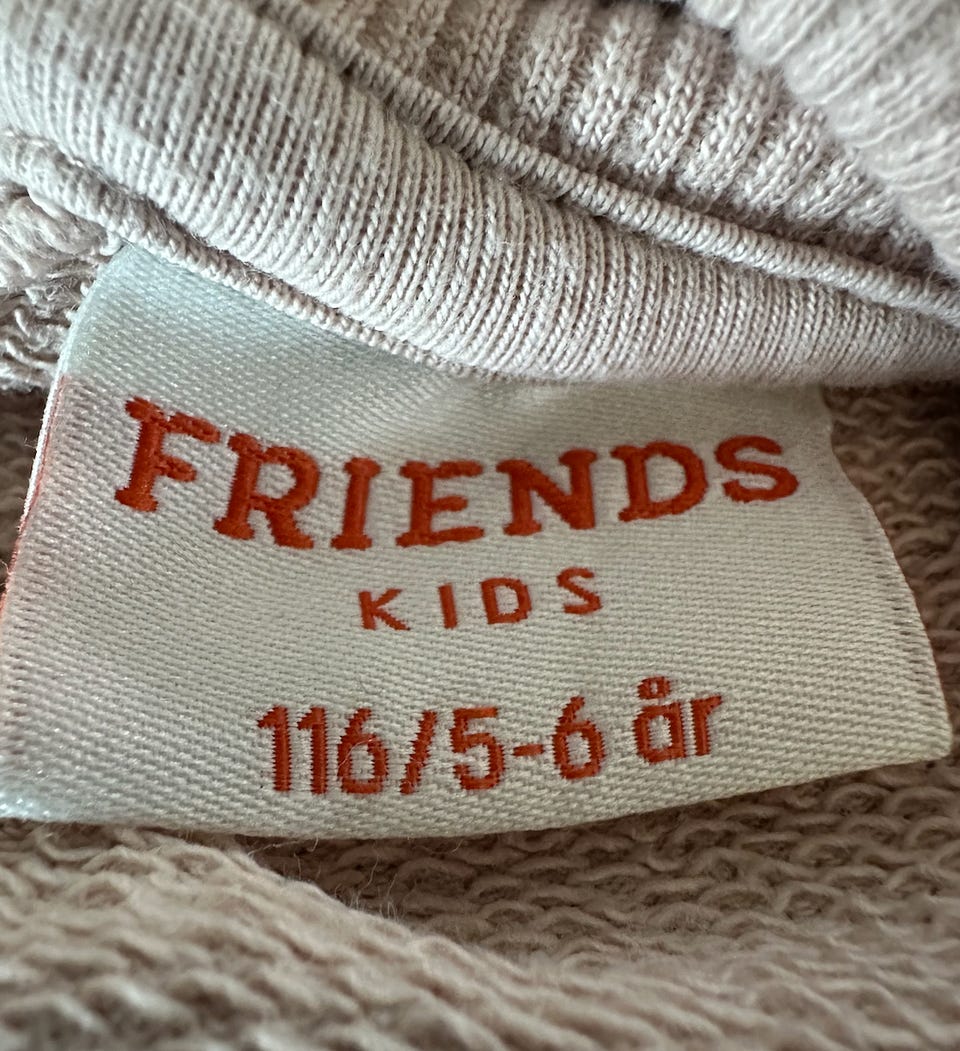 FRIENDS
KIDS
116/5-6 år